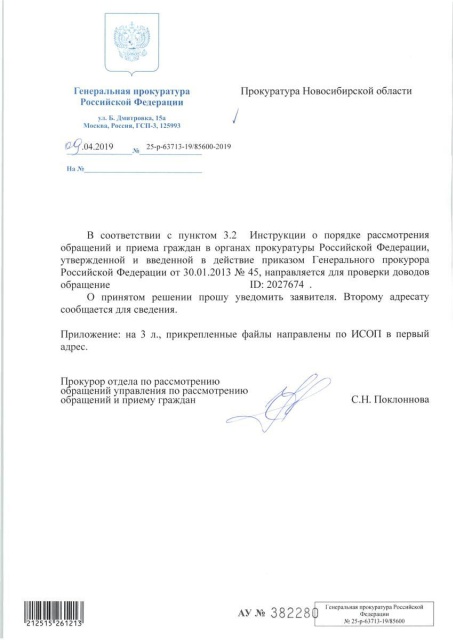 Генеральная прокуратура
Российской Федерации
ул. Б. Дмитровка, 15а
Москва, Россия, ГСП-3, 125993
09.04.2019 № 25-р-63713-19/85600-2019
На №
Прокуратура Новосибирской области
В соответствии с пунктом 3.2 Инструкции о порядке рассмотрения
обращений и приема граждан в органах прокуратуры Российской Федерации,
утвержденной и введенной в действие приказом Генерального прокурора
Российской Федерации от 30.01.2013 № 45, направляется для проверки доводов
обращение ID: 2027674 .
О принятом решении прошу уведомить заявителя. Второму адресату
сообщается для сведения.
Приложение: на 3 л., прикрепленные файлы направлены по ИСОП в первый
адрес.
Прокурор отдела по рассмотрению
обращений управления по рассмотрению
обращений и приему граждан
С.Н. Поклоннова
212515261213
АУ № 382280
Генеральная прокуратура Российской
Федерации
№ 25-р-63713-19/85600